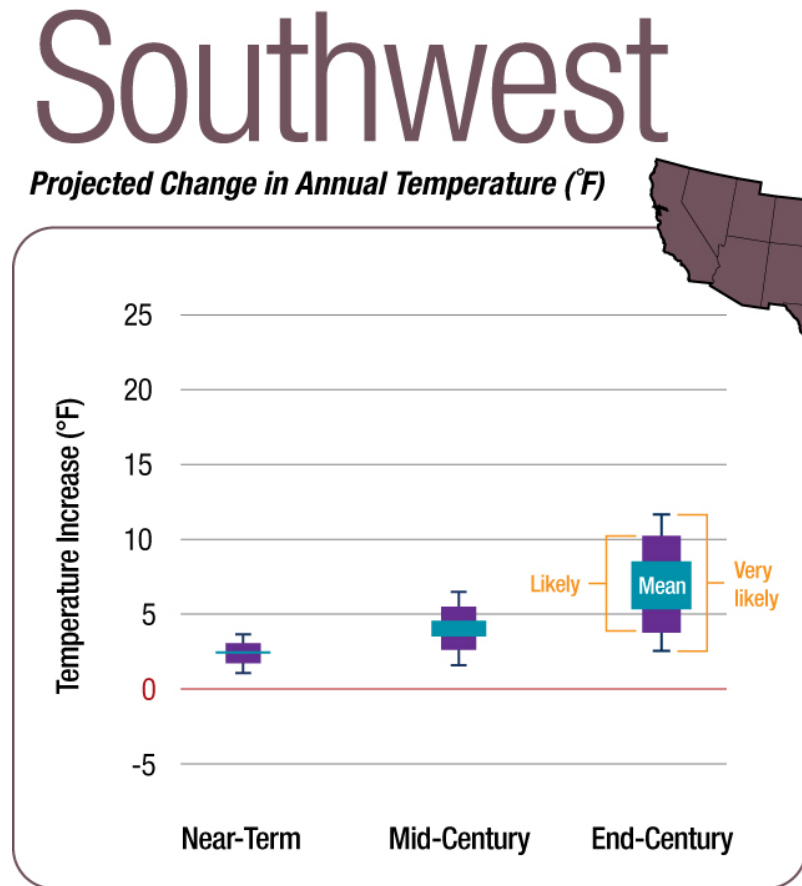 Southwest
Projected Change in Annual Temperature (°F)
Temperature Increase (°F)
25
20
15
10
5
0
-5
Likely
Mean
Very
likely
Near-Term
Mid-Century
End-Century